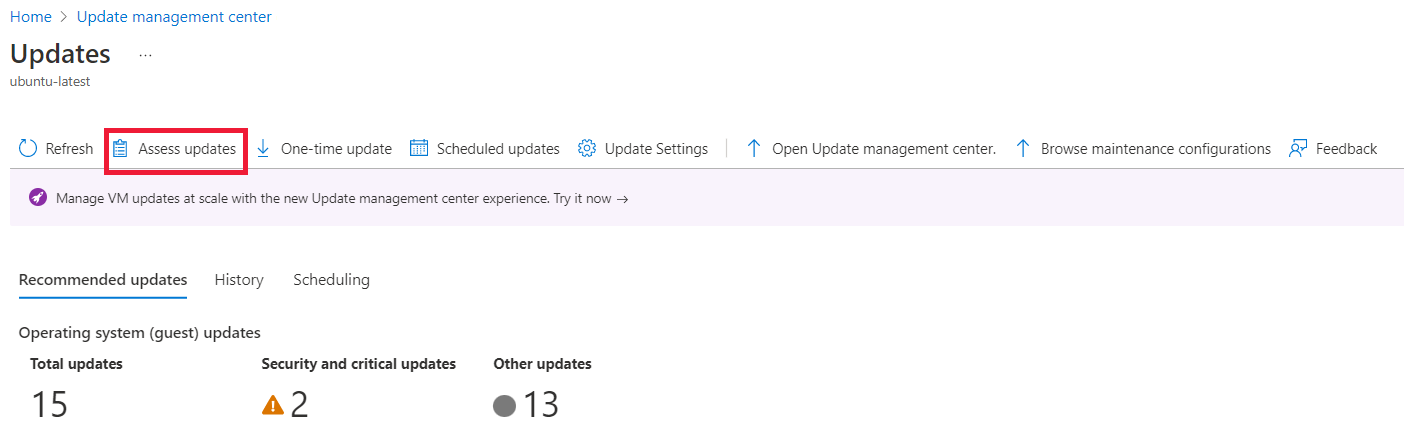 Home > Update management center
Updates ...
ubuntu-latest
Refresh Assess updates One-time update Scheduled updates Update Settings Open Update management center. Browse maintenance configurations Feedback
Manage VM updates at scale with the new Update management center experience. Try it now →
Recommended updates History Scheduling
Operating system (guest) updates
Total updates Security and critical updates Other updates
15 2 13